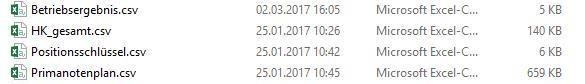 Betriebsergebnis.csv 02.03.2017 16:05 Microsoft Excel-C... 5 KB
HK_gesamt.csv 25.01.2017 10:26 Microsoft Excel-C... 140 KB
Positionsschlüssel.csv 25.01.2017 10:42 Microsoft Excel-C... 6 KB
Primanotenplan.csv 25.01.2017 10:45 Microsoft Excel-C... 659 KB